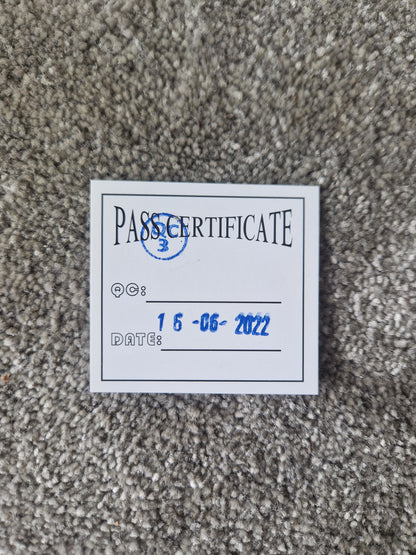 PASS CERTIFICATE
QC
3
QC:
16-06-2022
DATE: